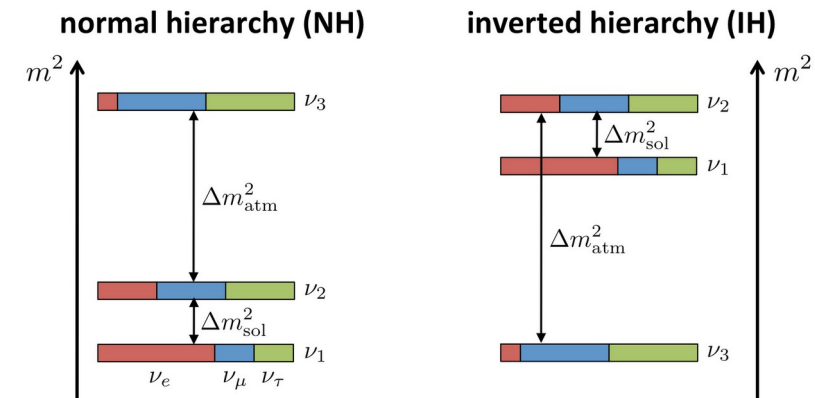 normal hierarchy (NH)
m²
ν₃
Δm²atm
ν₂
Δm²sol
ν₁
νe νμ ντ
inverted hierarchy (IH)
m²
ν₂
Δm²sol
ν₁
Δm²atm
ν₃